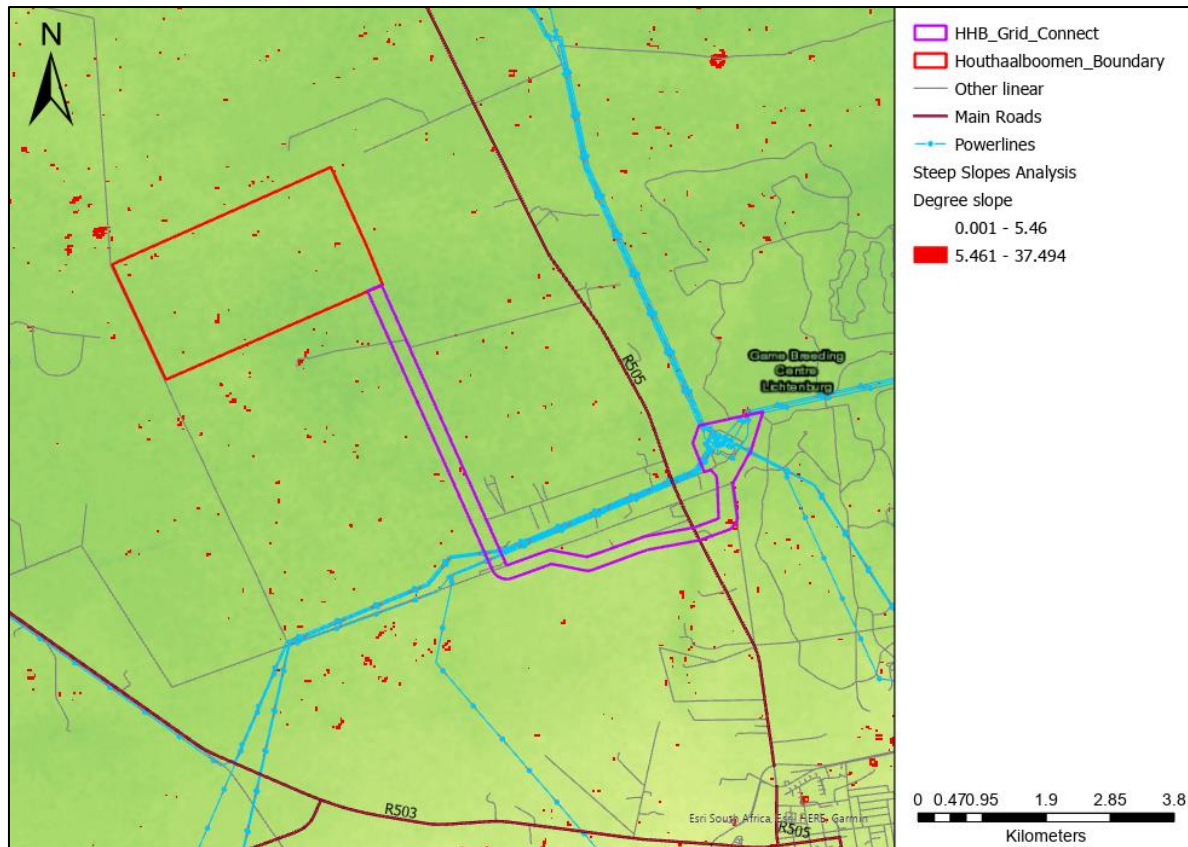 N
R505
Game Breeding
Centre
Lichtenburg
R503
Esri South Africa, Esri, HERE, Garmin
R505
HHB_Grid_Connect
Houthaalboomen_Boundary
Other linear
Main Roads
Powerlines
Steep Slopes Analysis
Degree slope
0.001 - 5.46
5.461 - 37.494
0 0.470.95 1.9 2.85 3.8
Kilometers